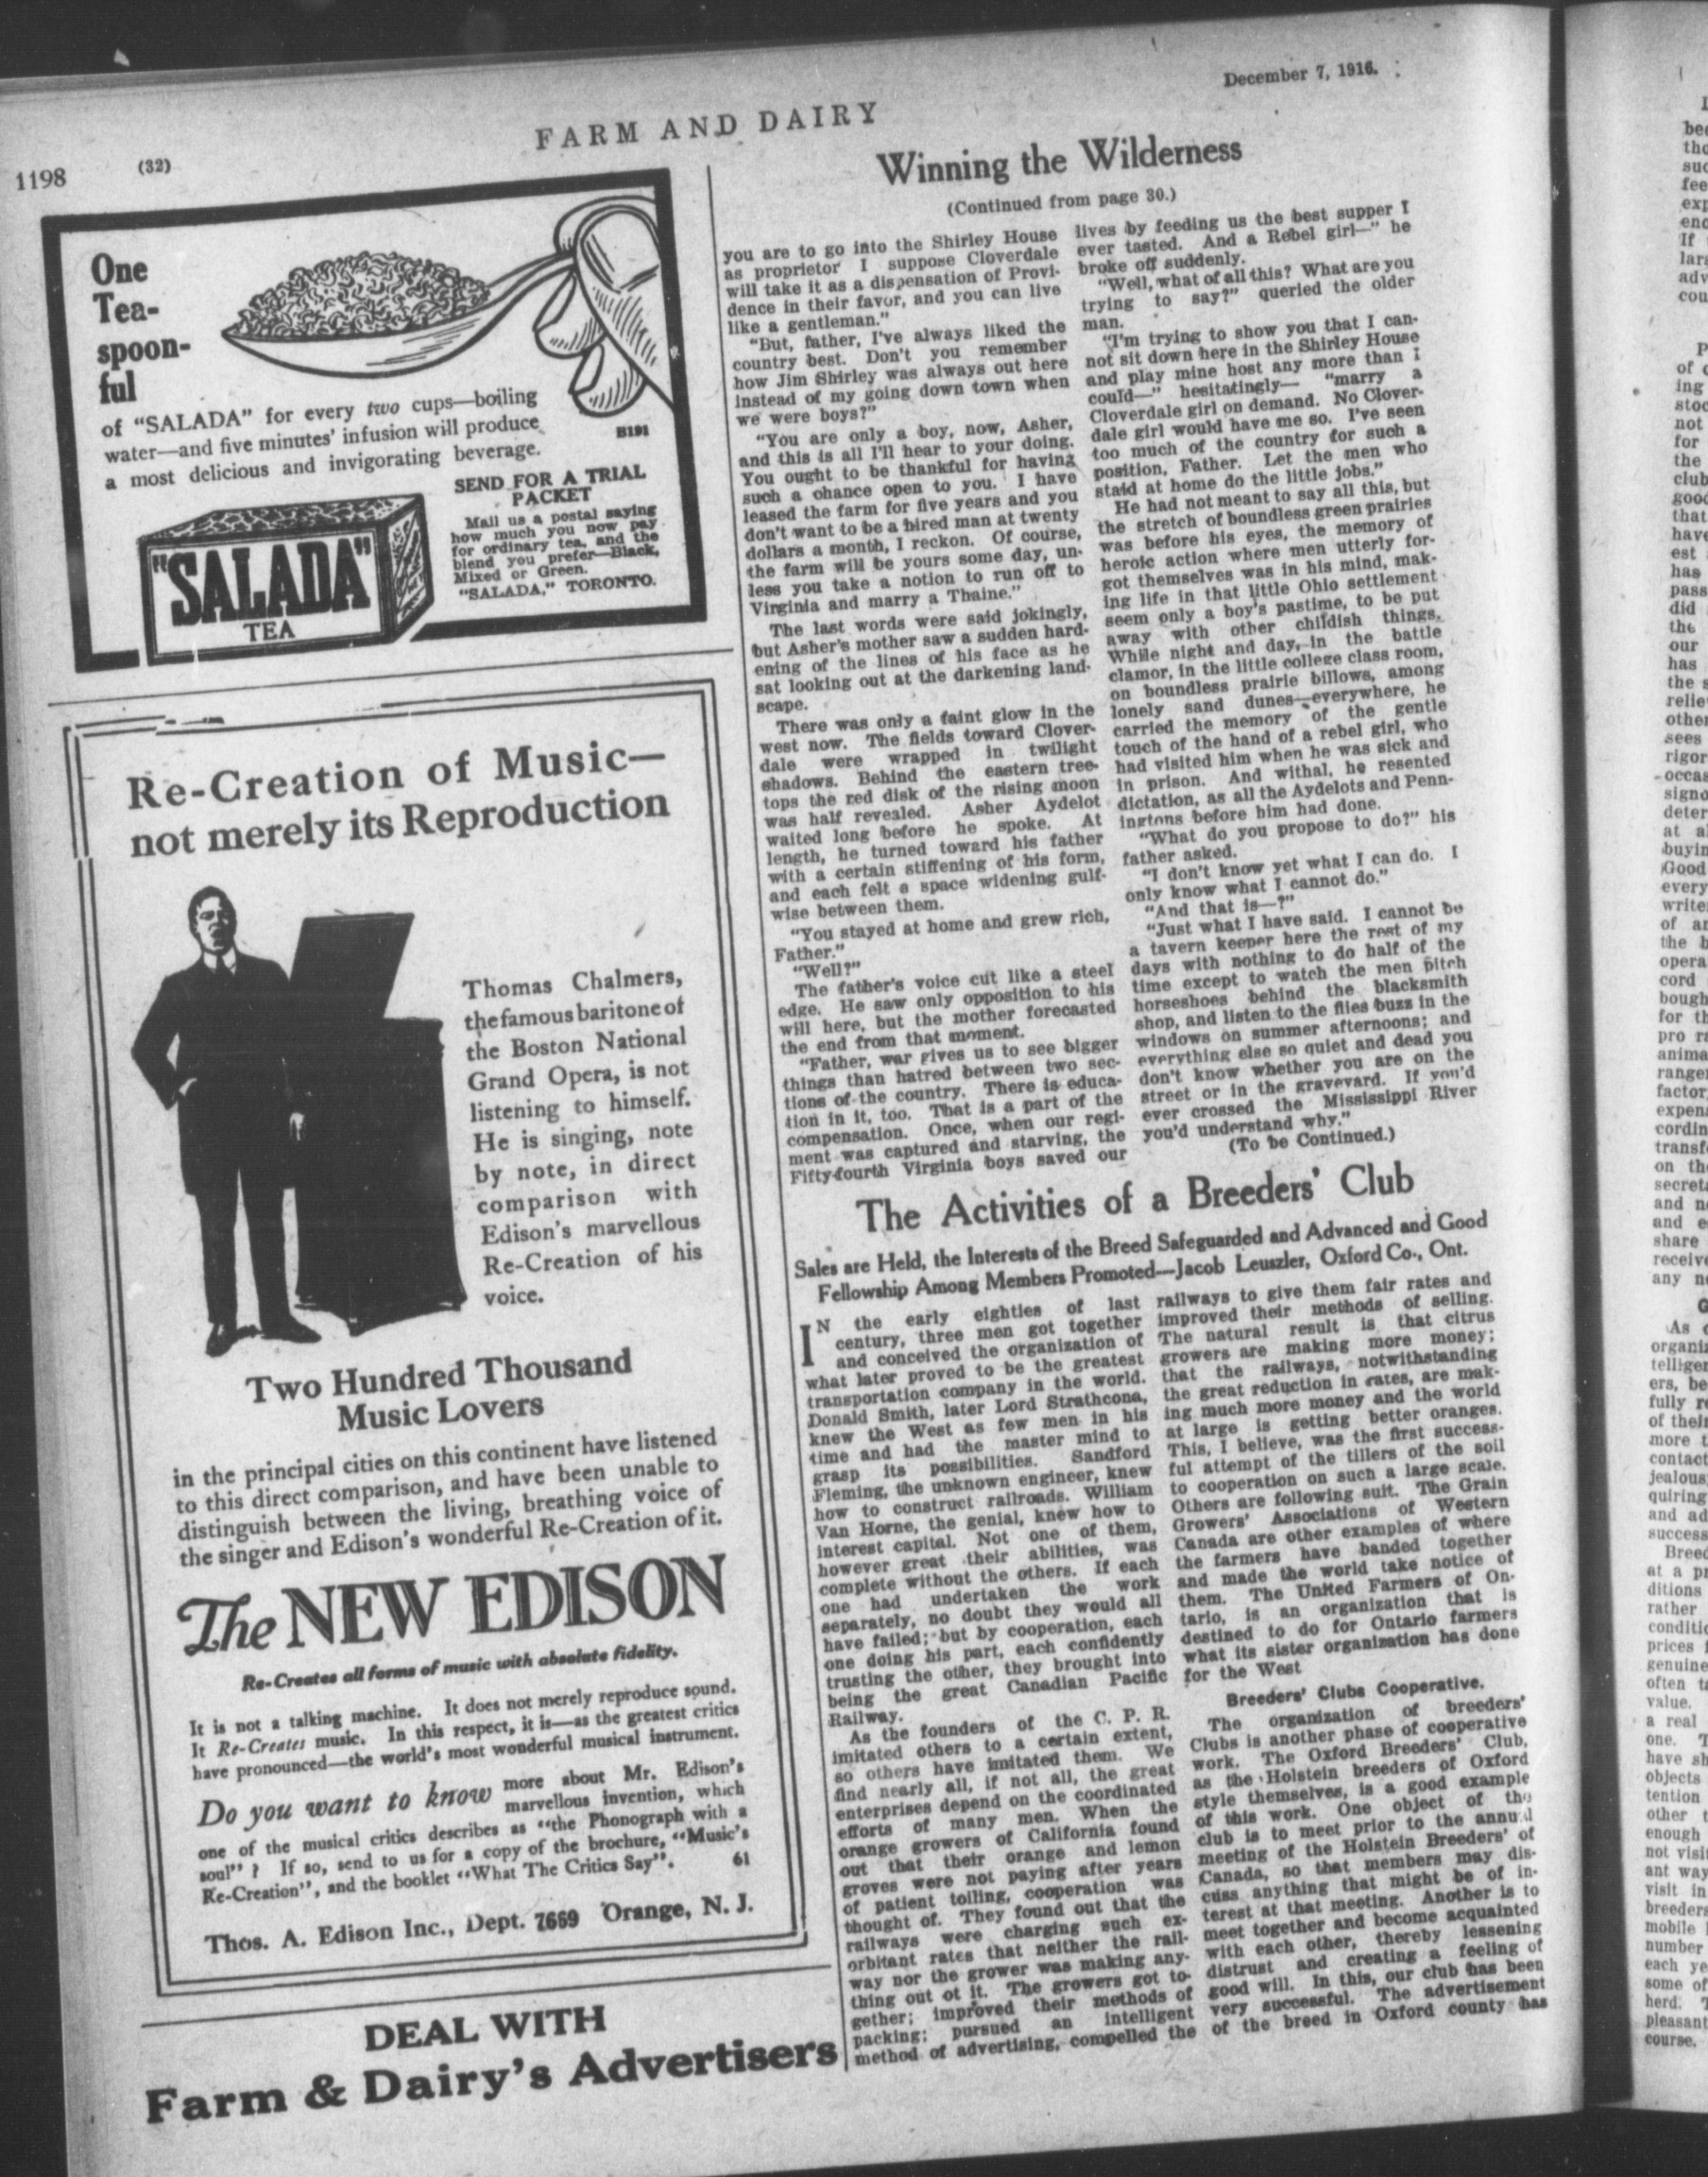 1198
(32)
FARM AND DAIRY
December 7, 1916.
One
Tea-
spoon-
ful
of "SALADA" for every two cups—boiling
water—and five minutes' infusion will produce
a most delicious and invigorating beverage.
B191
SEND FOR A TRIAL
PACKET
Mail us a postal saying
how much you now pay
for ordinary tea, and the
blend you prefer—Black,
Mixed or Green.
"SALADA," TORONTO.
"SALADA"
TEA
Re-Creation of Music—
not merely its Reproduction
Thomas Chalmers,
the famous baritone of
the Boston National
Grand Opera, is not
listening to himself.
He is singing, note
by note, in direct
comparison with
Edison's marvellous
Re-Creation of his
voice.
Two Hundred Thousand
Music Lovers
in the principal cities on this continent have listened
to this direct comparison, and have been unable to
distinguish between the living, breathing voice of
the singer and Edison's wonderful Re-Creation of it.
The NEW EDISON
Re-Creates all forms of music with absolute fidelity.
It is not a talking machine. It does not merely reproduce sound.
It Re-Creates music. In this respect, it is—as the greatest critics
have pronounced—the world's most wonderful musical instrument.
Do you want to know more about Mr. Edison's
marvellous invention, which
one of the musical critics describes as "the Phonograph with a
soul"? If so, send to us for a copy of the brochure, "Music's
Re-Creation", and the booklet "What The Critics Say".
61
Thos. A. Edison Inc., Dept. 7669 Orange, N. J.
DEAL WITH
Farm & Dairy's Advertisers
Winning the Wilderness
(Continued from page 30.)
you are to go into the Shirley House
as proprietor I suppose Cloverdale
will take it as a dispensation of Provi-
dence in their favor, and you can live
like a gentleman."
"But, father, I've always liked the
country best. Don't you remember
how Jim Shirley was always out here
instead of my going down town when
we were boys?"
"You are only a boy, now, Asher,
and this is all I'll hear to your doing.
You ought to be thankful for having
such a chance open to you. I have
leased the farm for five years and you
don't want to be a hired man at twenty
dollars a month, I reckon. Of course,
the farm will be yours some day, un-
less you take a notion to run off to
Virginia and marry a Thaine."
The last words were said jokingly,
but Asher's mother saw a sudden hard-
ening of the lines of his face as he
sat looking out at the darkening land-
scape.
There was only a faint glow in the
west now. The fields toward Clover-
dale were wrapped in twilight
shadows. Behind the eastern tree-
tops the red disk of the rising moon
was half revealed. Asher Aydelot
waited long before he spoke. At
length, he turned toward his father
with a certain stiffening of his form,
and each felt a space widening gulf-
wise between them.
"You stayed at home and grew rich,
Father."
"Well?"
The father's voice cut like a steel
edge. He saw only opposition to his
will here, but the mother forecasted
the end from that moment.
"Father, war gives us to see bigger
things than hatred between two sec-
tions of the country. There is educa-
tion in it, too. That is a part of the
compensation. Once, when our regi-
ment was captured and starving, the
Fifty-fourth Virginia boys saved our
lives by feeding us the best supper I
ever tasted. And a Rebel girl—" he
broke off suddenly.
"Well, what of all this? What are you
trying to say?" queried the older
man.
"I'm trying to show you that I can-
not sit down here in the Shirley House
and play mine host any more than I
could—" hesitatingly— "marry a
Cloverdale girl on demand. No Clover-
dale girl would have me so. I've seen
too much of the country for such a
position, Father. Let the men who
staid at home do the little jobs."
He had not meant to say all this, but
the stretch of boundless green prairies
was before his eyes, the memory of
heroic action where men utterly for-
got themselves was in his mind, mak-
ing life in that little Ohio settlement
seem only a boy's pastime, to be put
away with other childish things.
While night and day, in the battle
clamor, in the little college class room,
on boundless prairie billows, among
lonely sand dunes—everywhere, he
carried the memory of the gentle
touch of the hand of a rebel girl, who
had visited him when he was sick and
in prison. And withal, he resented
dictation, as all the Aydelots and Penn-
ingtons before him had done.
"What do you propose to do?" his
father asked.
"I don't know yet what I can do. I
only know what I cannot do."
"And that is—?"
"Just what I have said. I cannot be
a tavern keeper here the rest of my
days with nothing to do half of the
time except to watch the men pitch
horseshoes behind the blacksmith
shop, and listen to the flies buzz in the
windows on summer afternoons; and
everything else so quiet and dead you
don't know whether you are on the
street or in the graveyard. If you'd
ever crossed the Mississippi River
you'd understand why."
(To be Continued.)
The Activities of a Breeders' Club
Sales are Held, the Interests of the Breed Safeguarded and Advanced and Good
Fellowship Among Members Promoted—Jacob Leuszler, Oxford Co., Ont.
IN the early eighties of last
century, three men got together
and conceived the organization of
what later proved to be the greatest
transportation company in the world.
Donald Smith, later Lord Strathcona,
knew the West as few men in his
time and had the master mind to
grasp its possibilities. Sandford
Fleming, the unknown engineer, knew
how to construct railroads. William
Van Horne, the genial, knew how to
interest capital. Not one of them,
however great their abilities, was
complete without the others. If each
one had undertaken the work
separately, no doubt they would all
have failed; but by cooperation, each
one doing his part, each confidently
trusting the other, they brought into
being the great Canadian Pacific
Railway.
As the founders of the C. P. R.
imitated others to a certain extent,
so others have imitated them. We
find nearly all, if not all, the great
enterprises depend on the coordinated
efforts of many men. When the
orange growers of California found
out that their orange and lemon
groves were not paying after years
of patient toiling, cooperation was
thought of. They found out that the
railways were charging such ex-
orbitant rates that neither the rail-
way nor the grower was making any-
thing out ot it. The growers got to-
gether; improved their methods of
packing; pursued an intelligent
method of advertising, compelled the
railways to give them fair rates and
improved their methods of selling.
The natural result is that citrus
growers are making more money;
that the railways, notwithstanding
the great reduction in rates, are mak-
ing much more money and the world
at large is getting better oranges.
This, I believe, was the first success-
ful attempt of the tillers of the soil
to cooperation on such a large scale.
Others are following suit. The Grain
Growers' Associations of Western
Canada are other examples of where
the farmers have banded together
and made the world take notice of
them. The United Farmers of On-
tario, is an organization that is
destined to do for Ontario farmers
what its sister organization has done
for the West
Breeders' Clubs Cooperative.
The organization of breeders'
Clubs is another phase of cooperative
work. The Oxford Breeders' Club,
as the Holstein breeders of Oxford
style themselves, is a good example
of this work. One object of the
club is to meet prior to the annual
meeting of the Holstein Breeders' of
Canada, so that members may dis-
cuss anything that might be of in-
terest at that meeting. Another is to
meet together and become acquainted
with each other, thereby lessening
distrust and creating a feeling of
good will. In this, our club has been
very successful. The advertisement
of the breed in Oxford county has